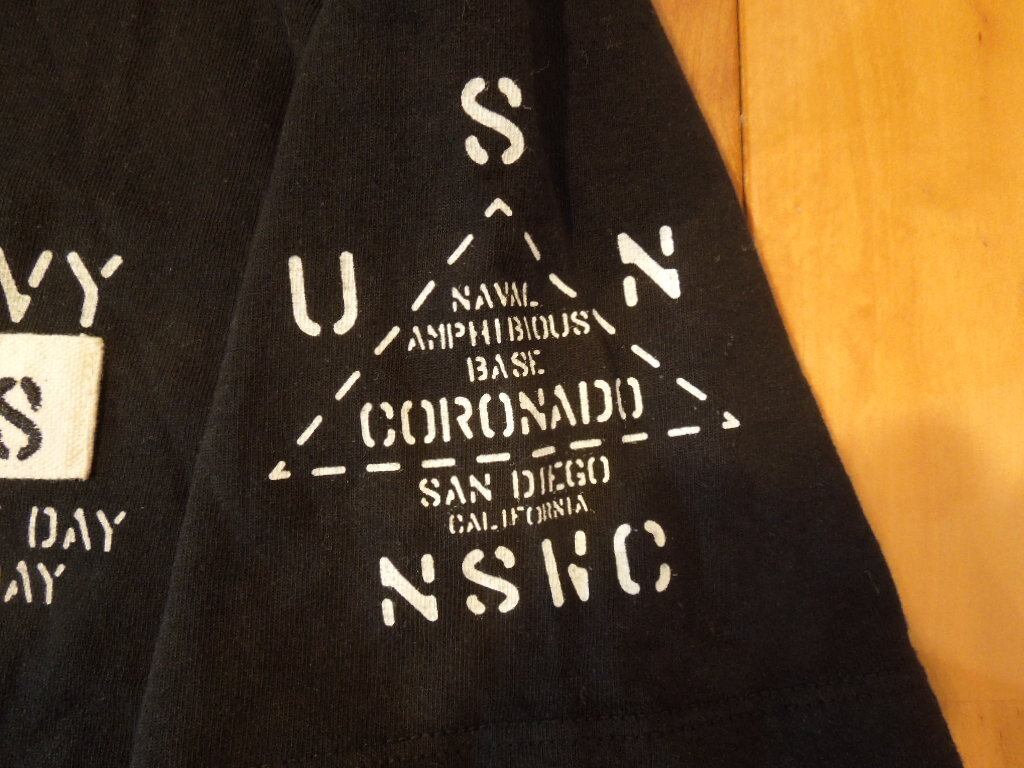 S
U N
NAVAL
AMPHIBIOUS
BASE
CORONADO
SAN DIEGO
CALIFORNIA
NSWC
VY
S
DAY
AY